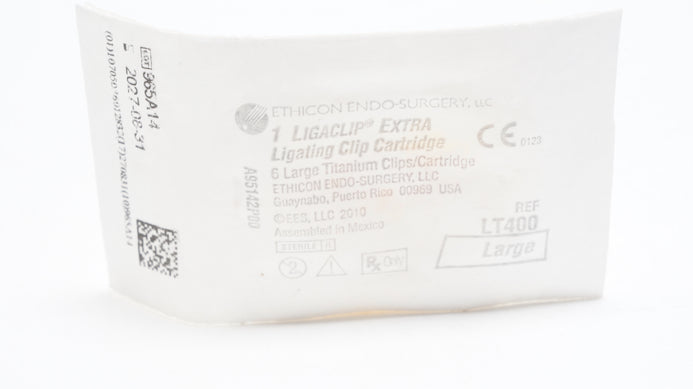 LOT 965A14
2027-08-31
ETHICON ENDO-SURGERY, LLC
1 LIGACLIP® EXTRA
Ligating Clip Cartridge
6 Large Titanium Clips/Cartridge
ETHICON ENDO-SURGERY, LLC
Guaynabo, Puerto Rico 00969 USA
©EES, LLC 2010
Assembled in Mexico
STERILE R
2
Rx Only
A95142P00
CE 0123
REF
LT400
Large